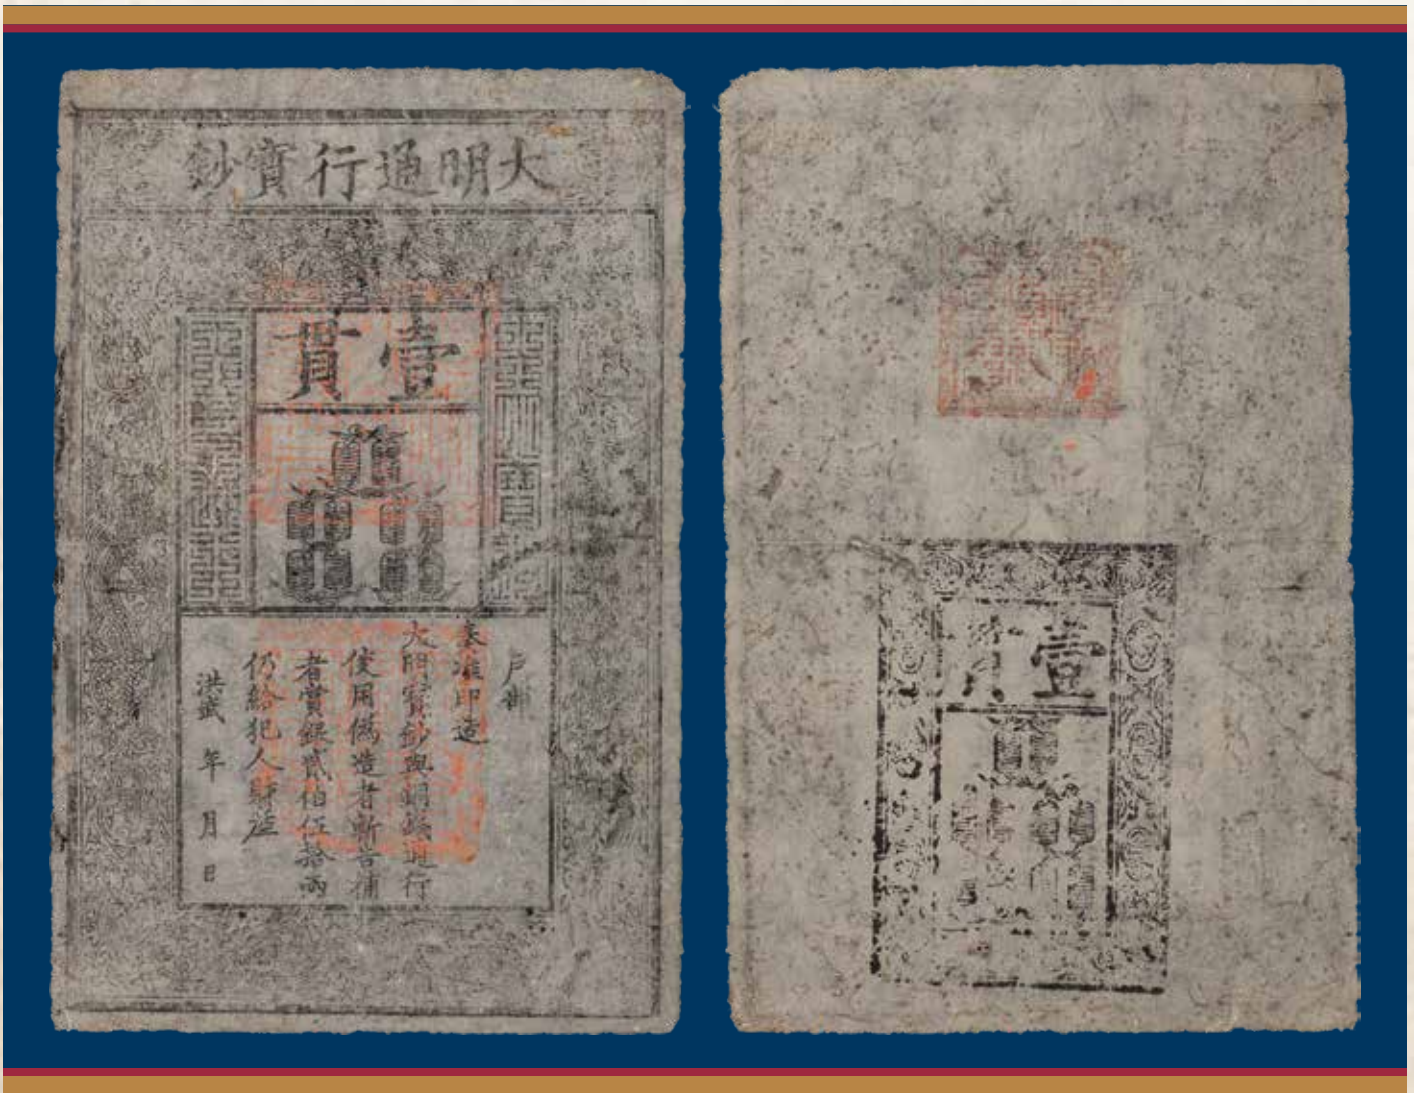 大明通行寶鈔
壹貫
戶部
奏准印造
大明寶鈔與銅錢通行
使用偽造者斬告捕
者賞銀貳伯伍拾兩
仍給犯人財產
洪武 年 月 日
壹貫